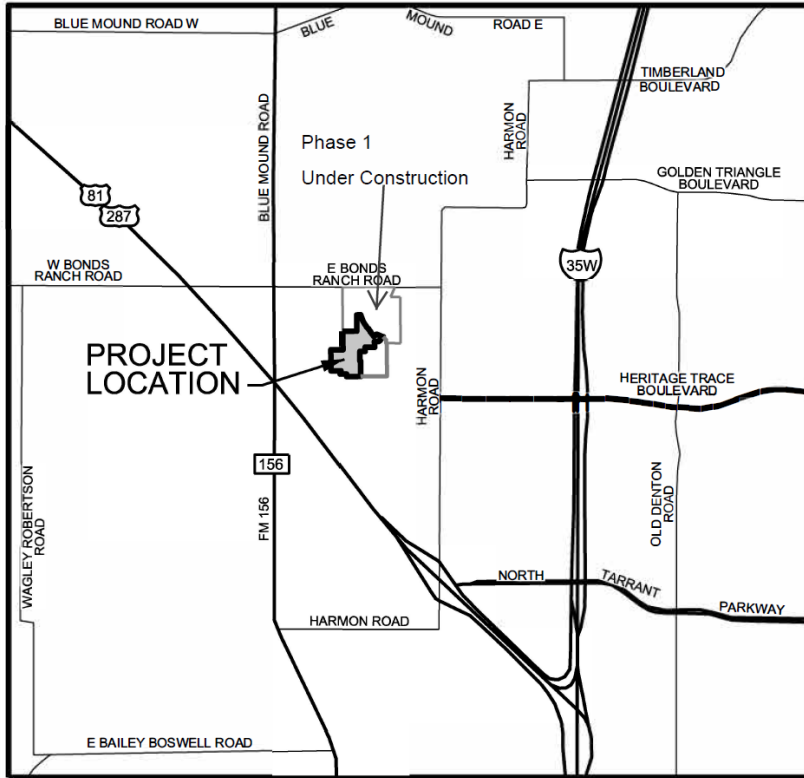 BLUE MOUND ROAD W
BLUE MOUND ROAD E
TIMBERLAND
BOULEVARD
BLUE MOUND ROAD
HARMON
ROAD
Phase 1
Under Construction
GOLDEN TRIANGLE
BOULEVARD
81
287
35W
W BONDS
RANCH ROAD
E BONDS
RANCH ROAD
PROJECT
LOCATION
HERITAGE TRACE
BOULEVARD
HARMON
ROAD
156
FM 156
OLD DENTON
ROAD
WAGLEY ROBERTSON
ROAD
NORTH TARRANT PARKWAY
HARMON ROAD
E BAILEY BOSWELL ROAD